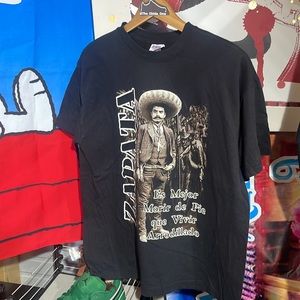 ZAPATA
Es Mejor
Morir de Pie
que Vivir
Arrodillado